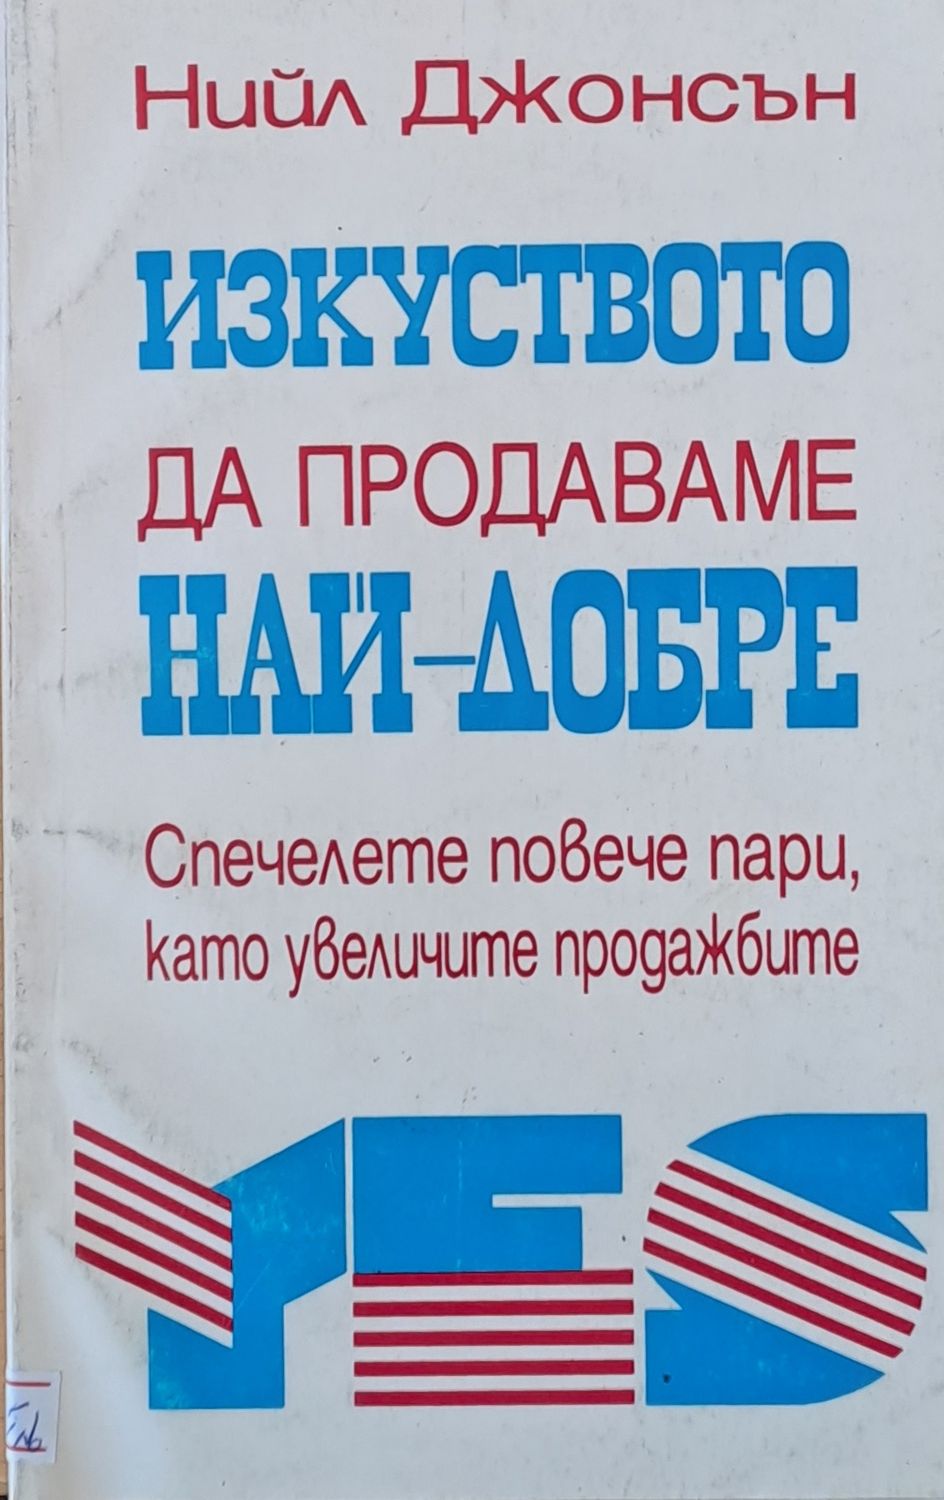 Нийл Джонсън
ИЗКУСТВОТО
ДА ПРОДАВАМЕ
НАЙ-ДОБРЕ
Спечелете повече пари,
като увеличите продажбите
YES